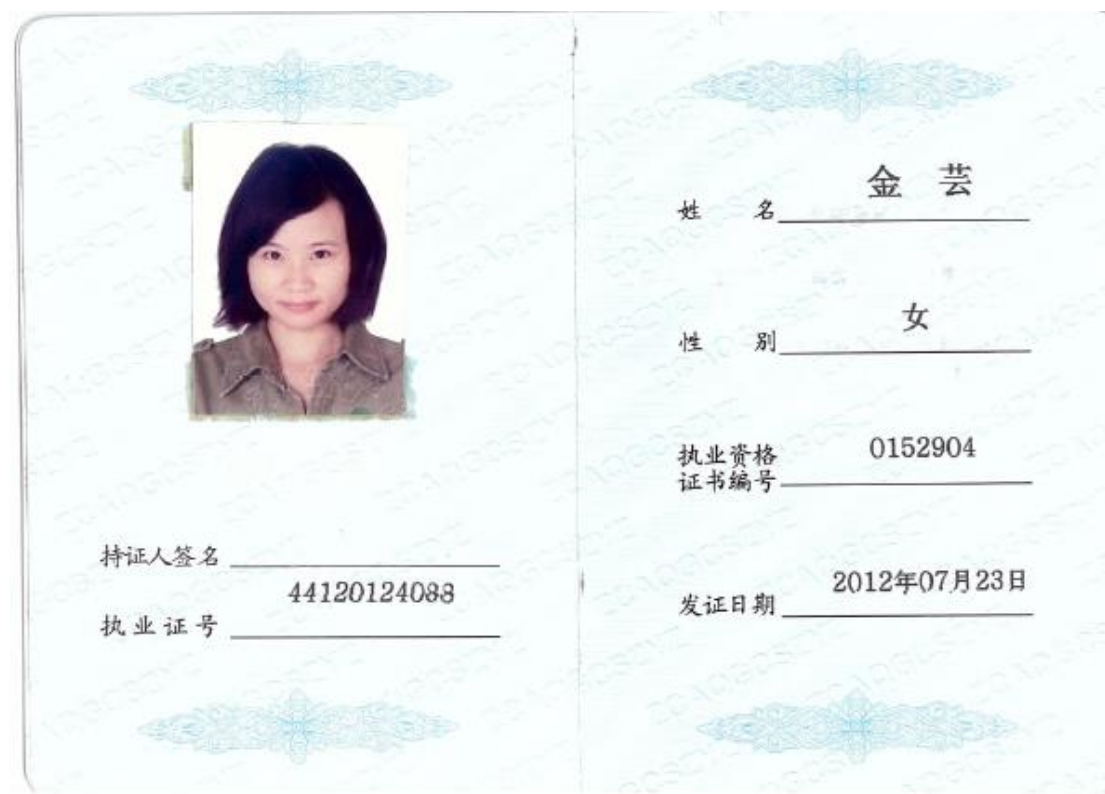 持证人签名
44120124088
执业证号
金 芸
姓 名
女
性 别
0152904
执业资格
证书编号
2012年07月23日
发证日期